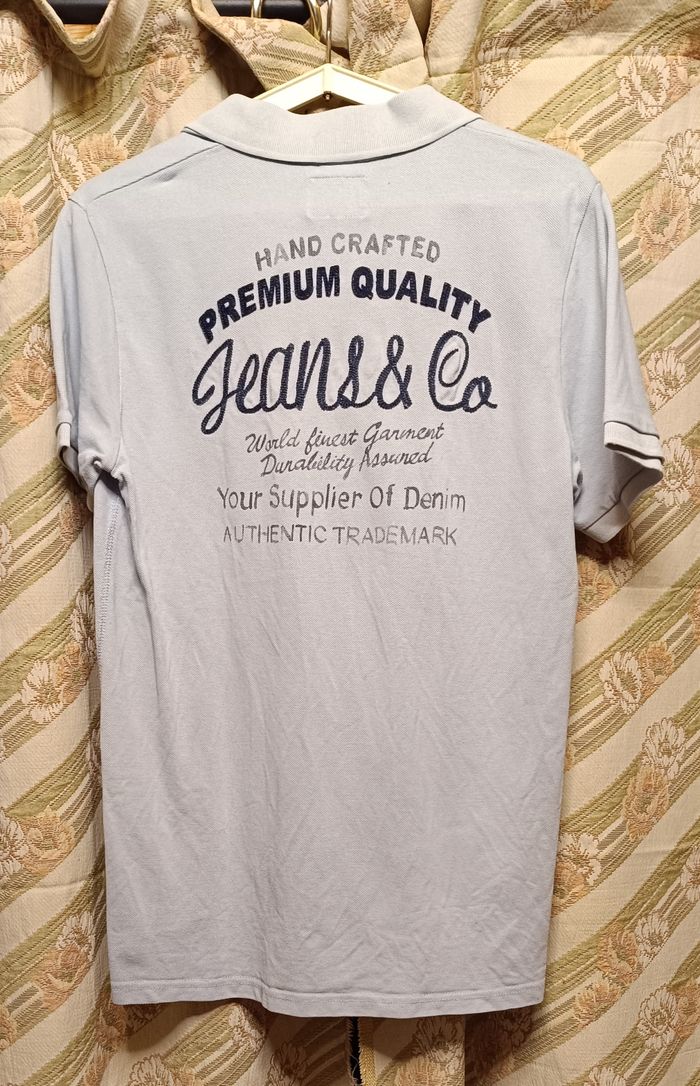 HAND CRAFTED
PREMIUM QUALITY
Jeans & Co
World finest Garment
Durability Assured
Your Supplier Of Denim
AUTHENTIC TRADEMARK